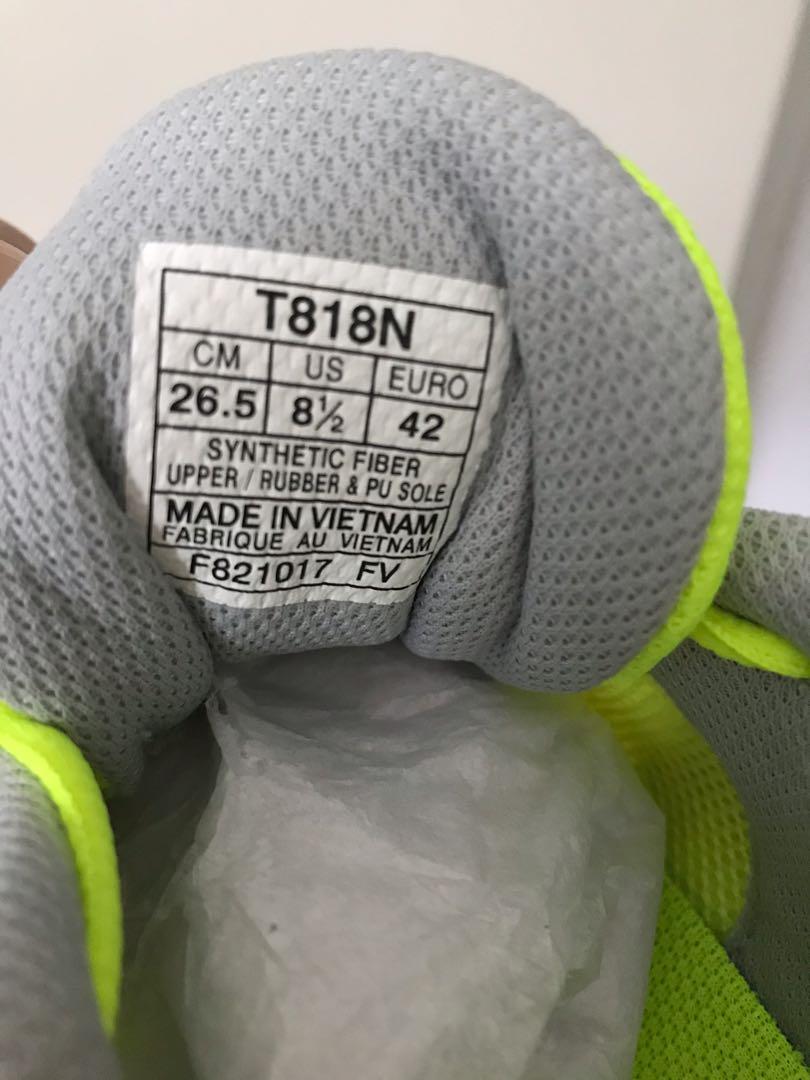 T818N
CM US EURO
26.5 8½ 42
SYNTHETIC FIBER
UPPER / RUBBER & PU SOLE
MADE IN VIETNAM
FABRIQUE AU VIETNAM
F821017 FV